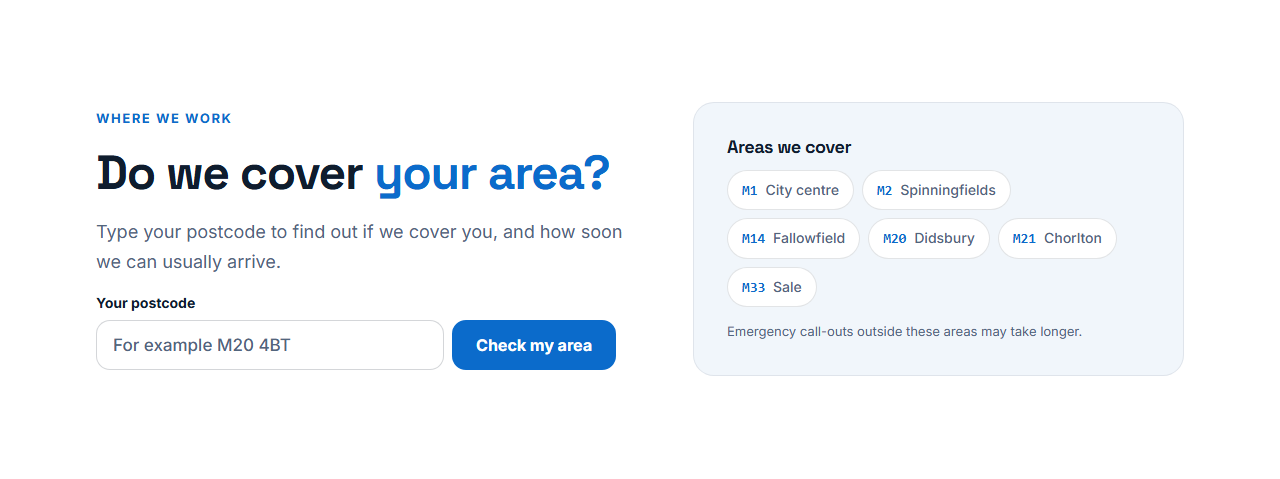 WHERE WE WORK
Do we cover your area?
Type your postcode to find out if we cover you, and how soon
we can usually arrive.
Your postcode
For example M20 4BT
Check my area
Areas we cover
M1 City centre
M2 Spinningfields
M14 Fallowfield
M20 Didsbury
M21 Chorlton
M33 Sale
Emergency call-outs outside these areas may take longer.